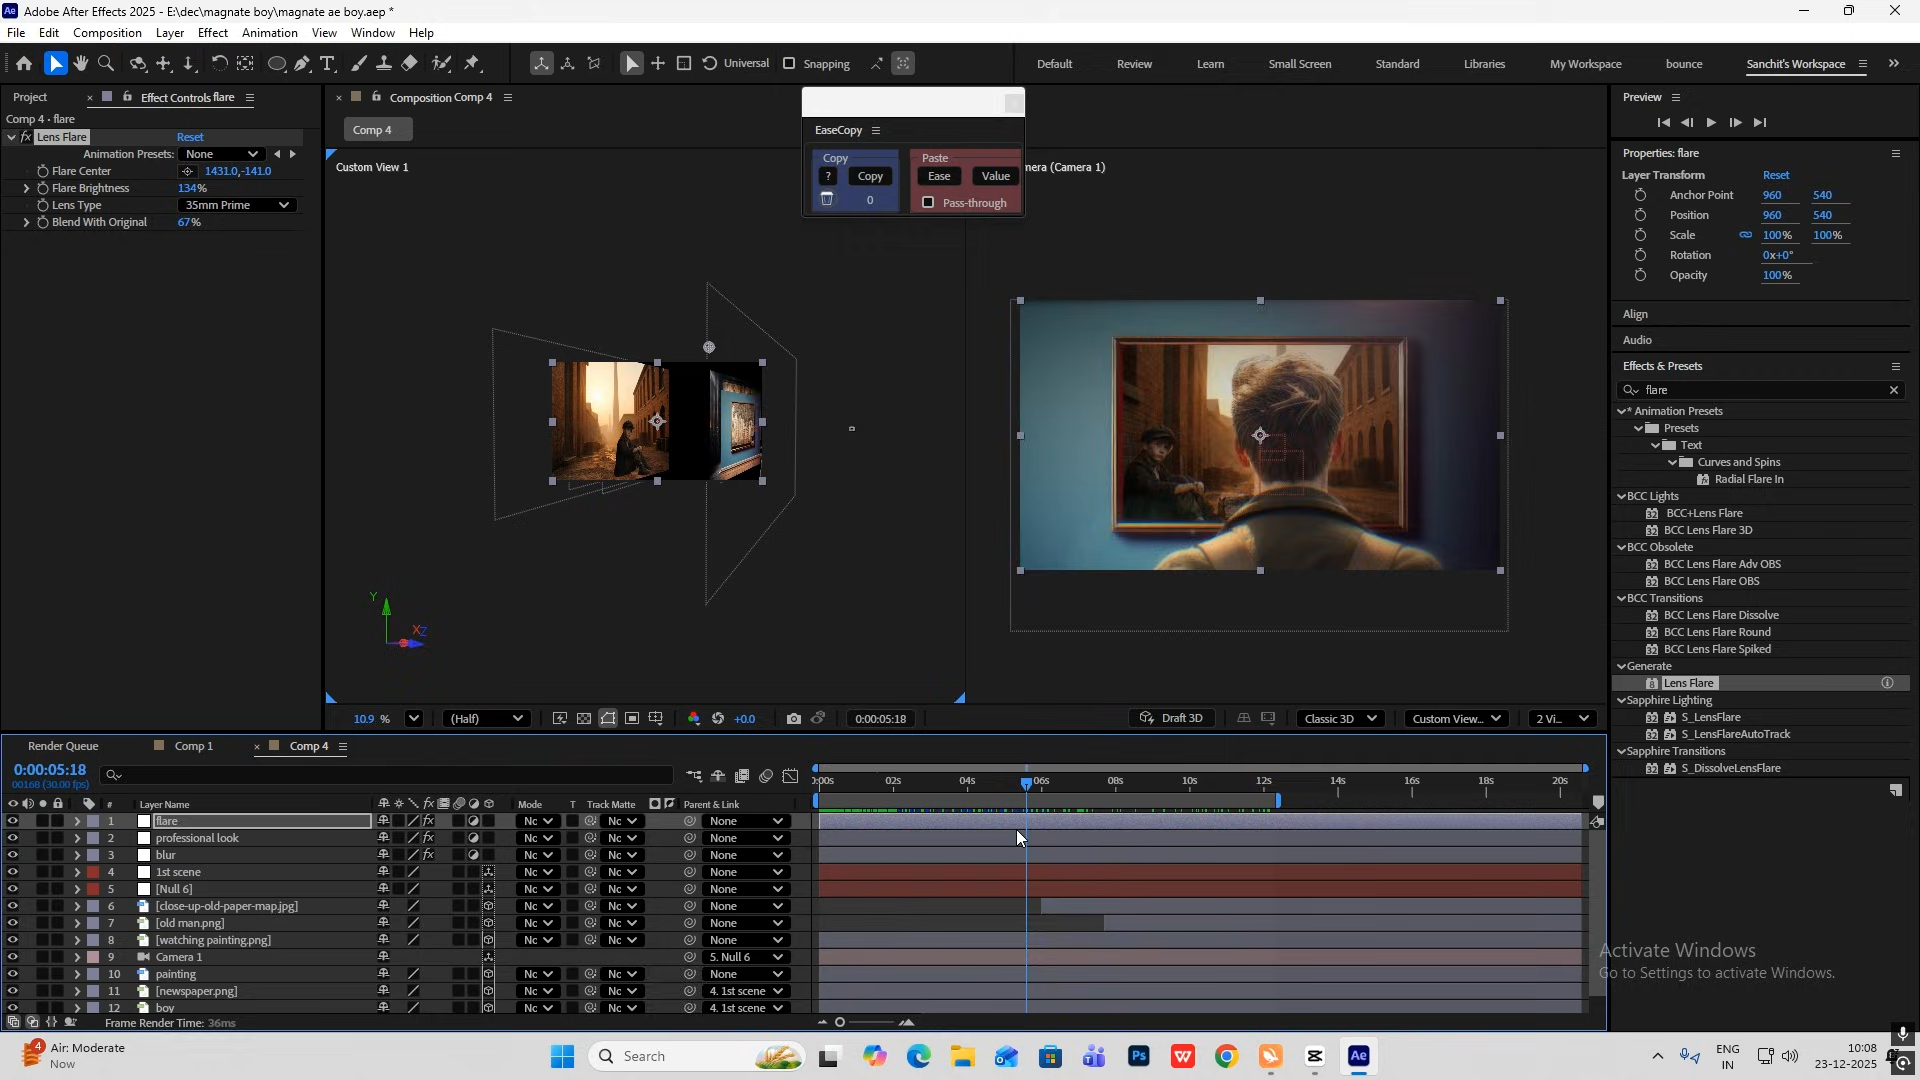 Adobe After Effects 2025 - E:\dec\magnate boy\magnate ae boy.aep *
File Edit Composition Layer Effect Animation View Window Help
Universal Snapping Default Review Learn Small Screen Standard Libraries My Workspace bounce Sanchit's Workspace
Project × Effect Controls flare
Comp 4 · flare
fx Lens Flare Reset
Animation Presets: None
Flare Center 1431.0,-141.0
Flare Brightness 134%
Lens Type 35mm Prime
Blend With Original 67%
× Composition Comp 4
Comp 4
Custom View 1
mera (Camera 1)
EaseCopy
Copy Paste
? Copy Ease Value
0 Pass-through
Y
X Z
10.9 % (Half) +0.0 0:00:05:18 Draft 3D Classic 3D Custom View... 2 Vi...
Preview
Properties: flare
Layer Transform Reset
Anchor Point 960 540
Position 960 540
Scale 100% 100%
Rotation 0x+0°
Opacity 100%
Align
Audio
Effects & Presets
flare
* Animation Presets
Presets
Text
Curves and Spins
Radial Flare In
BCC Lights
BCC+Lens Flare
BCC Lens Flare 3D
BCC Obsolete
BCC Lens Flare Adv OBS
BCC Lens Flare OBS
BCC Transitions
BCC Lens Flare Dissolve
BCC Lens Flare Round
BCC Lens Flare Spiked
Generate
Lens Flare
Sapphire Lighting
S_LensFlare
S_LensFlareAutoTrack
Sapphire Transitions
S_DissolveLensFlare
Render Queue Comp 1 × Comp 4
0:00:05:18
00168 (30.00 fps)
0:00s 02s 04s 06s 08s 10s 12s 14s 16s 18s 20s
# Layer Name Mode T Track Matte Parent & Link
1 flare Nc Nc None
2 professional look Nc Nc None
3 blur Nc Nc None
4 1st scene Nc Nc None
5 [Null 6] Nc Nc None
6 [close-up-old-paper-map.jpg] Nc Nc None
7 [old man.png] Nc Nc None
8 [watching painting.png] Nc Nc None
9 Camera 1 5. Null 6
10 painting Nc Nc None
11 [newspaper.png] Nc Nc 4. 1st scene
12 boy Nc Nc 4. 1st scene
Frame Render Time: 36ms
Activate Windows
Go to Settings to activate Windows.
4 Air: Moderate
Now
Search
ENG
IN
10:08
23-12-2025